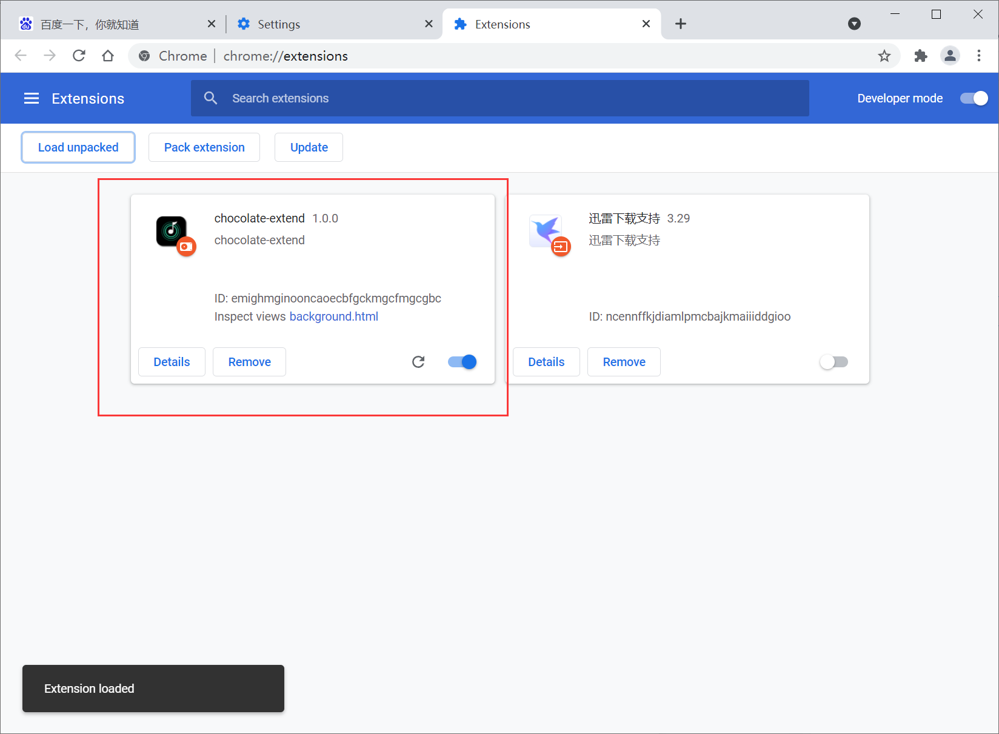 百度一下，你就知道
Settings
Extensions
Chrome
chrome://extensions
Extensions
Search extensions
Developer mode
Load unpacked
Pack extension
Update
chocolate-extend 1.0.0
chocolate-extend
ID: emighmginooncaoecbfgckmgcfmgcgbc
Inspect views background.html
Details
Remove
迅雷下载支持 3.29
迅雷下载支持
ID: ncennffkjdiamlpmcbajkmaiiiddgioo
Details
Remove
Extension loaded